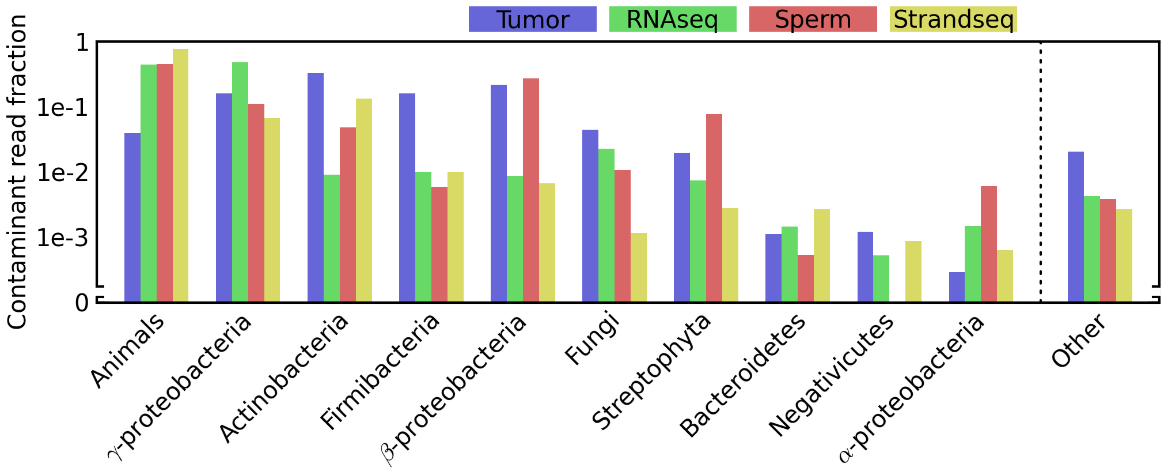 Tumor RNAseq Sperm Strandseq
Contaminant read fraction
1
1e-1
1e-2
1e-3
0
Animals
γ-proteobacteria
Actinobacteria
Firmibacteria
β-proteobacteria
Fungi
Streptophyta
Bacteroidetes
Negativicutes
α-proteobacteria
Other